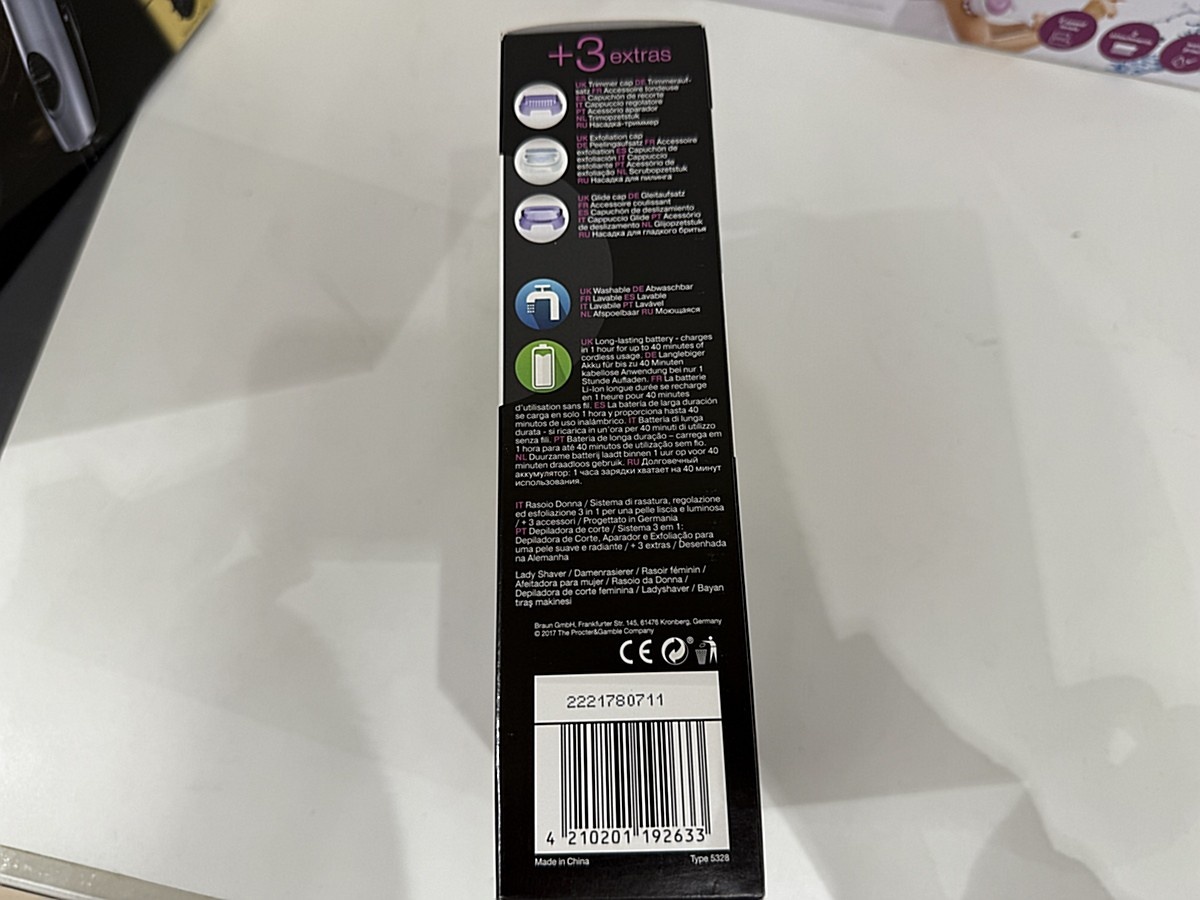 +3 extras
UK Trimmer cap DE Trimmerauf-
satz FR Accessoire tondeuse
ES Capuchón de recorte
IT Cappuccio regolatore
PT Acessório aparador
NL Trimopzetstuk
RU Насадка-триммер
UK Exfoliation cap
DE Peelingaufsatz FR Accessoire
exfoliation ES Capuchón de
exfoliación IT Cappuccio
esfoliante PT Acessório de
exfoliação NL Scrubopzetstuk
RU Насадка для пилинга
UK Glide cap DE Gleitaufsatz
FR Accessoire coulissant
ES Capuchón de deslizamiento
IT Cappuccio Glide PT Acessório
de deslizamento NL Glijopzetstuk
RU Насадка для гладкого бритья
UK Washable DE Abwaschbar
FR Lavable ES Lavable
IT Lavabile PT Lavável
NL Afspoelbaar RU Моющаяся
UK Long-lasting battery - charges
in 1 hour for up to 40 minutes of
cordless usage. DE Langlebiger
Akku für bis zu 40 Minuten
kabellose Anwendung bei nur 1
Stunde Aufladen. FR La batterie
Li-Ion longue durée se recharge
en 1 heure pour 40 minutes
d'utilisation sans fil. ES La batería de larga duración
se carga en solo 1 hora y proporciona hasta 40
minutos de uso inalámbrico. IT Batteria di lunga
durata - si ricarica in un'ora per 40 minuti di utilizzo
senza fili. PT Bateria de longa duração – carrega em
1 hora para até 40 minutos de utilização sem fio.
NL Duurzame batterij laadt binnen 1 uur op voor 40
minuten draadloos gebruik. RU Долговечный
аккумулятор: 1 часа зарядки хватает на 40 минут
использования.
IT Rasoio Donna / Sistema di rasatura, regolazione
ed esfoliazione 3 in 1 per una pelle liscia e luminosa
/ + 3 accessori / Progettato in Germania
PT Depiladora de corte / Sistema 3 em 1:
Depiladora de Corte, Aparador e Exfoliação para
uma pele suave e radiante / + 3 extras / Desenhada
na Alemanha
Lady Shaver / Damenrasierer / Rasoir féminin /
Afeitadora para mujer / Rasoio da Donna /
Depiladora de corte feminina / Ladyshaver / Bayan
tıraş makinesi
Braun GmbH, Frankfurter Str. 145, 61476 Kronberg, Germany
© 2017 The Procter&Gamble Company
CE
2221780711
4 210201 192633
Made in China Type 5328